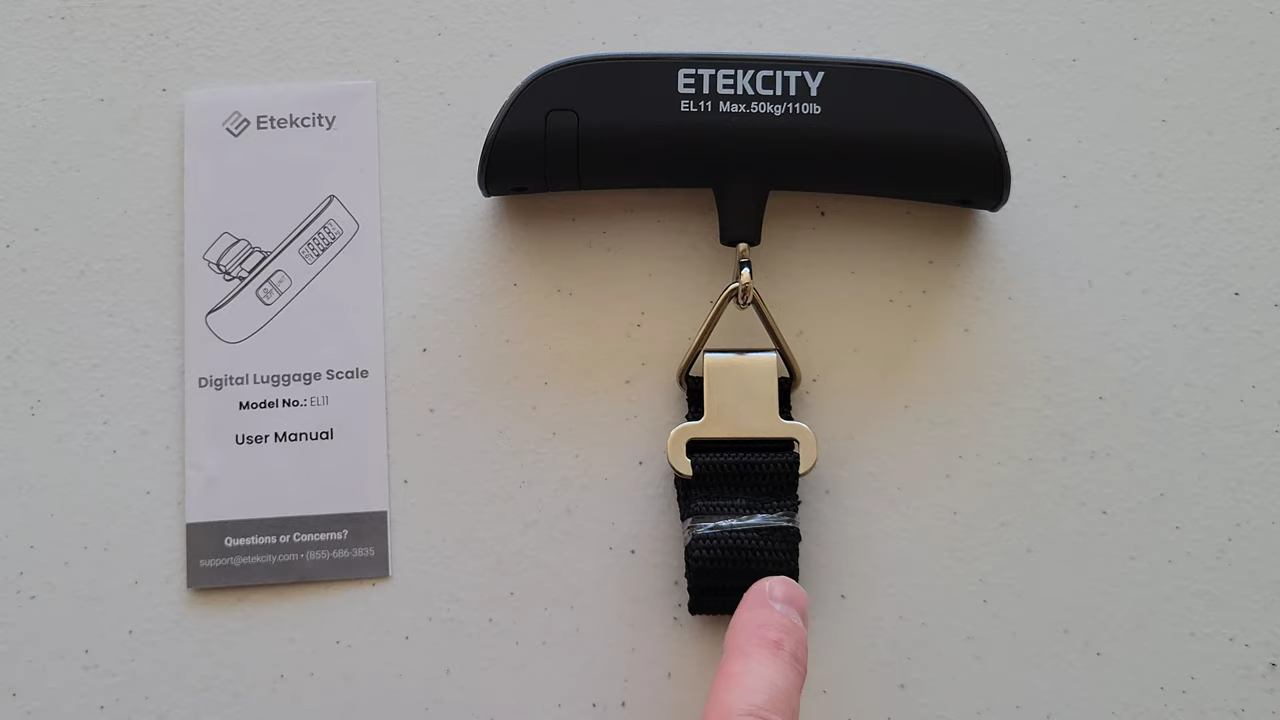 Etekcity
Digital Luggage Scale
Model No.: EL11
User Manual
Questions or Concerns?
support@etekcity.com • (855)-686-3835
ETEKCITY
EL11 Max.50kg/110lb